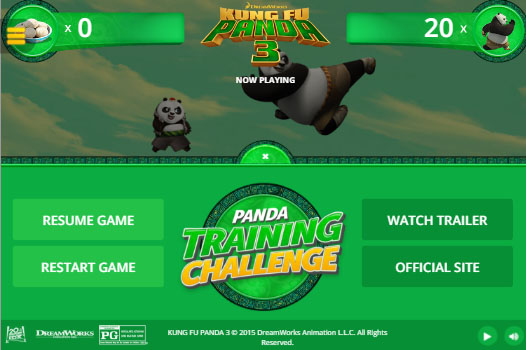 x 0
DREAMWORKS
KUNG FU
PANDA
3
20 x
NOW PLAYING
x
RESUME GAME
RESTART GAME
PANDA
TRAINING
CHALLENGE
WATCH TRAILER
OFFICIAL SITE
DREAMWORKS
PG
KUNG FU PANDA 3 © 2015 DreamWorks Animation L.L.C. All Rights
Reserved.